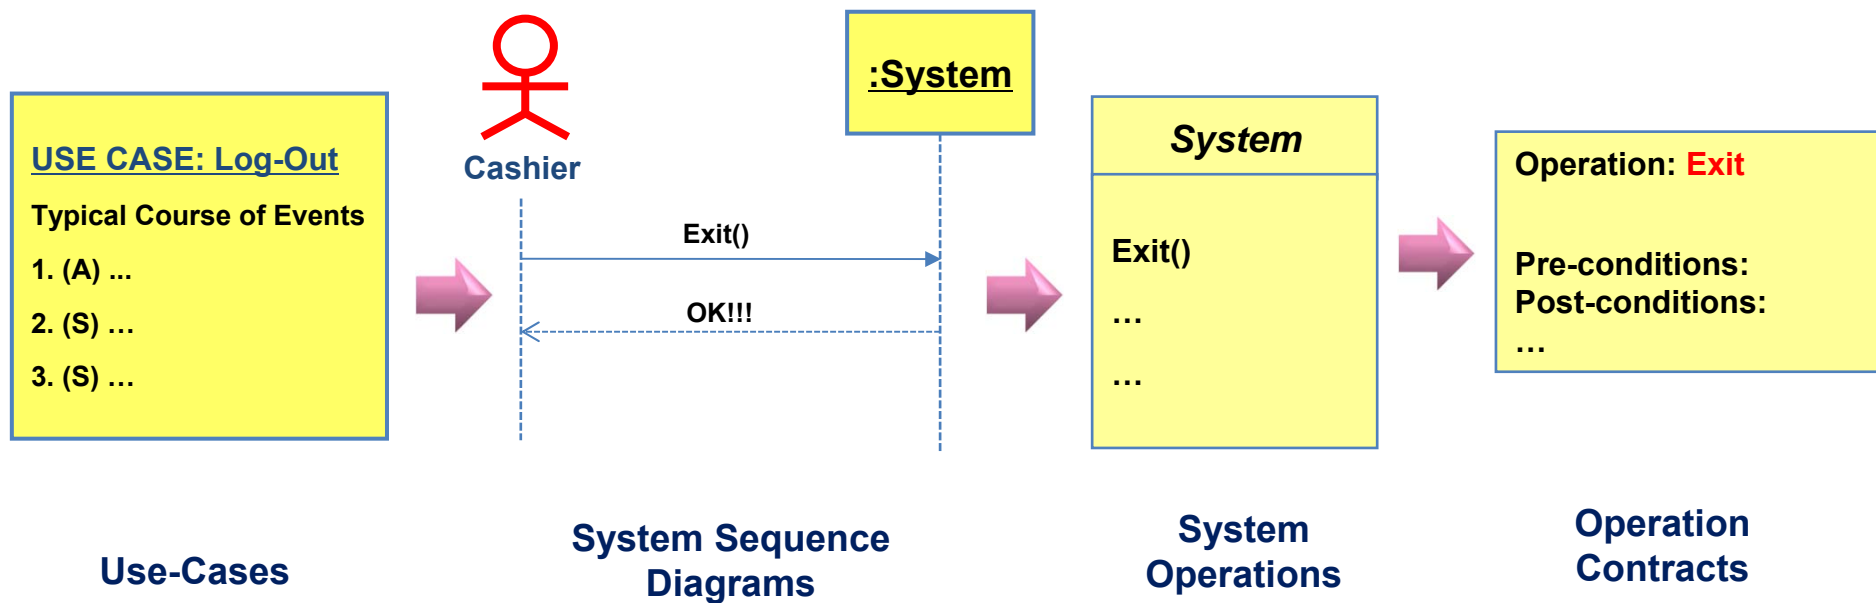 USE CASE: Log-Out
Typical Course of Events
1. (A) ...
2. (S) …
3. (S) …
Cashier
:System
Exit()
OK!!!
System
Exit()
…
…
Operation: Exit
Pre-conditions:
Post-conditions:
…
Use-Cases
System Sequence
Diagrams
System
Operations
Operation
Contracts